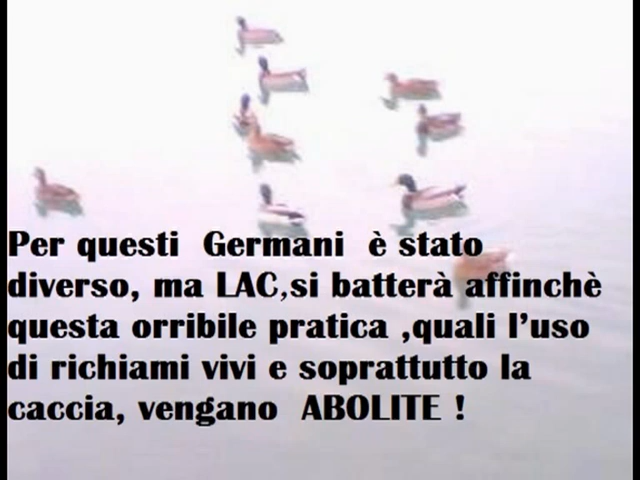 Per questi Germani è stato
diverso, ma LAC,si batterà affinchè
questa orribile pratica ,quali l'uso
di richiami vivi e soprattutto la
caccia, vengano ABOLITE !